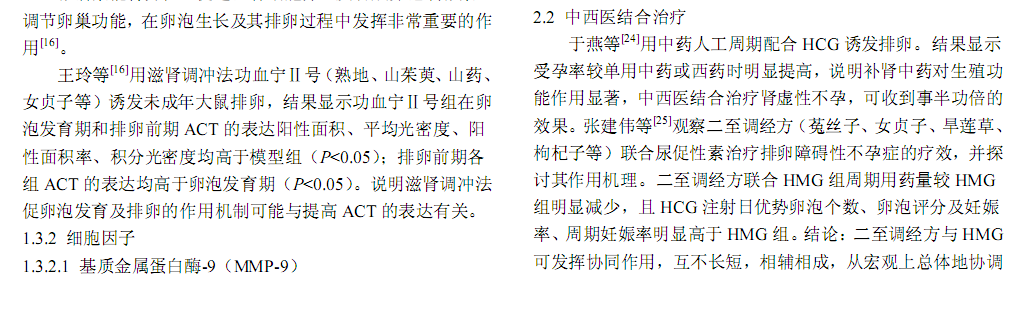 调节卵巢功能，在卵泡生长及其排卵过程中发挥非常重要的作
用[16]。
王玲等[16]用滋肾调冲法功血宁Ⅱ号（熟地、山茱萸、山药、
女贞子等）诱发未成年大鼠排卵，结果显示功血宁Ⅱ号组在卵
泡发育期和排卵前期 ACT 的表达阳性面积、平均光密度、阳
性面积率、积分光密度均高于模型组（P<0.05）；排卵前期各
组 ACT 的表达均高于卵泡发育期（P<0.05）。说明滋肾调冲法
促卵泡发育及排卵的作用机制可能与提高 ACT 的表达有关。
1.3.2 细胞因子
1.3.2.1 基质金属蛋白酶-9（MMP-9）
2.2 中西医结合治疗
于燕等[24]用中药人工周期配合 HCG 诱发排卵。结果显示
受孕率较单用中药或西药时明显提高，说明补肾中药对生殖功
能作用显著，中西医结合治疗肾虚性不孕，可收到事半功倍的
效果。张建伟等[25]观察二至调经方（菟丝子、女贞子、旱莲草、
枸杞子等）联合尿促性素治疗排卵障碍性不孕症的疗效，并探
讨其作用机理。二至调经方联合 HMG 组周期用药量较 HMG
组明显减少，且 HCG 注射日优势卵泡个数、卵泡评分及妊娠
率、周期妊娠率明显高于 HMG 组。结论：二至调经方与 HMG
可发挥协同作用，互不长短，相辅相成，从宏观上总体地协调